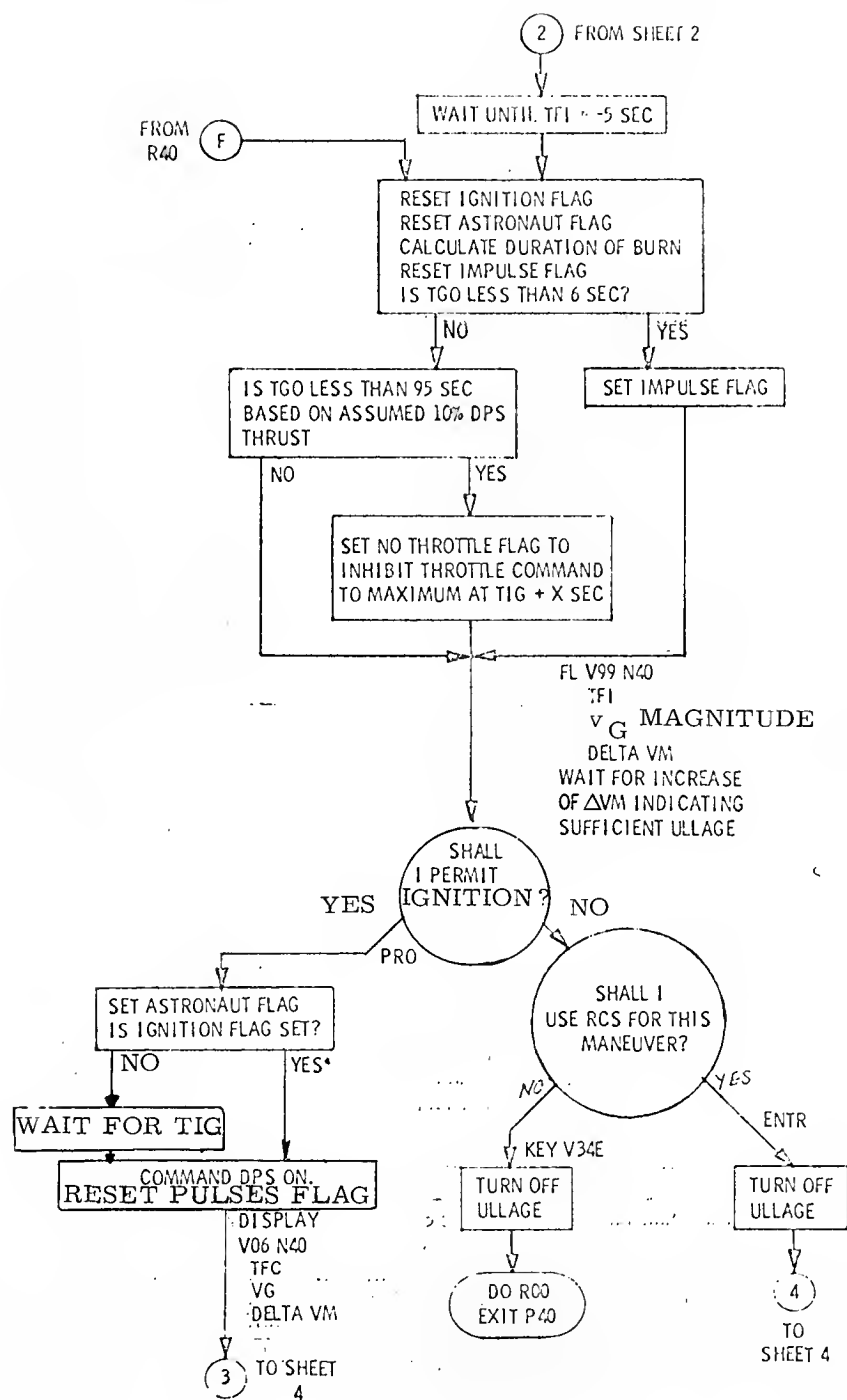 2
FROM SHEET 2
WAIT UNTIL TFI = -5 SEC
FROM
R40
F
RESET IGNITION FLAG
RESET ASTRONAUT FLAG
CALCULATE DURATION OF BURN
RESET IMPULSE FLAG
IS TGO LESS THAN 6 SEC?
NO
YES
IS TGO LESS THAN 95 SEC
BASED ON ASSUMED 10% DPS
THRUST
SET IMPULSE FLAG
NO
YES
SET NO THROTTLE FLAG TO
INHIBIT THROTTLE COMMAND
TO MAXIMUM AT TIG + X SEC
FL V99 N40
TFI
VG MAGNITUDE
DELTA VM
WAIT FOR INCREASE
OF ΔVM INDICATING
SUFFICIENT ULLAGE
SHALL
I PERMIT
IGNITION?
YES
NO
PRO
SET ASTRONAUT FLAG
IS IGNITION FLAG SET?
SHALL I
USE RCS FOR THIS
MANEUVER?
NO
YES*
NO
YES
WAIT FOR TIG
ENTR
KEY V34E
COMMAND DPS ON.
RESET PULSES FLAG
TURN OFF
ULLAGE
TURN OFF
ULLAGE
DISPLAY
V06 N40
TFC
VG
DELTA VM
DO R00
EXIT P40
4
TO
SHEET 4
3
TO SHEET
4